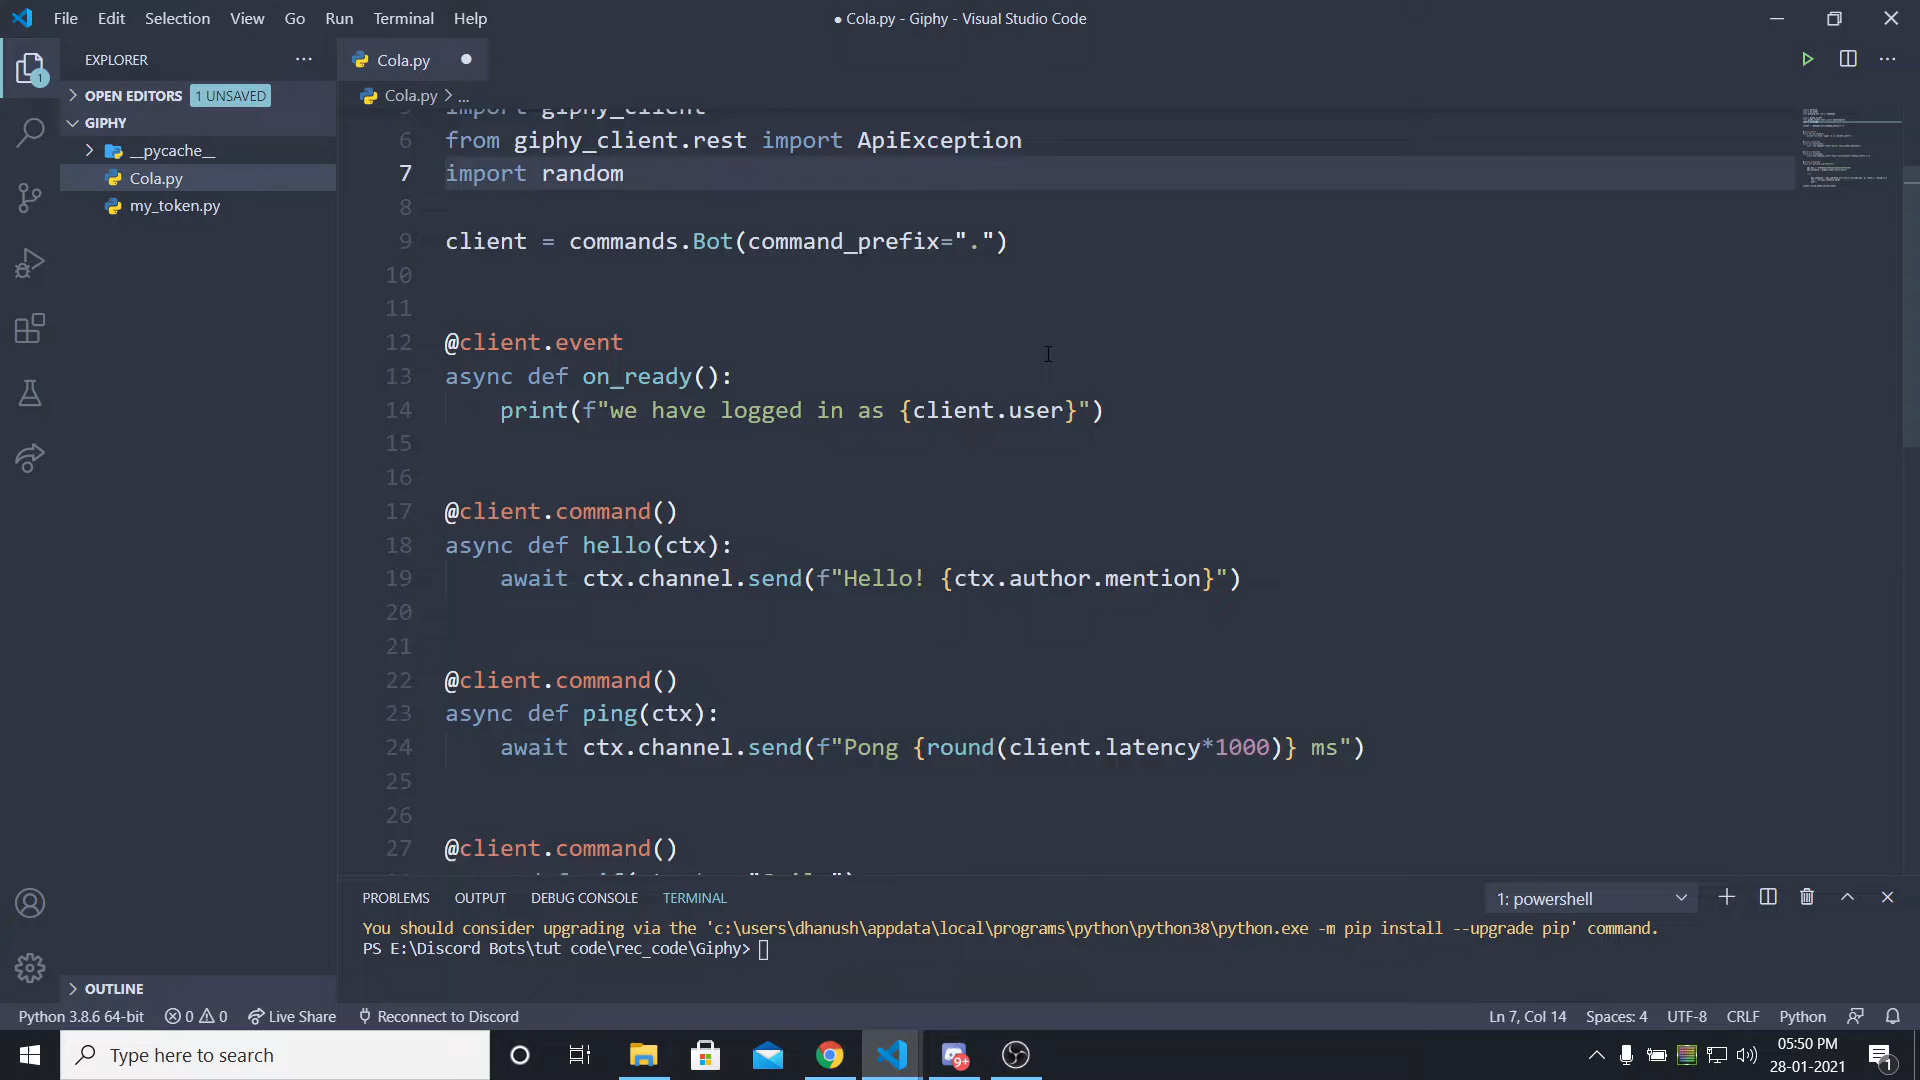 File Edit Selection View Go Run Terminal Help
● Cola.py - Giphy - Visual Studio Code
EXPLORER
OPEN EDITORS 1 UNSAVED
GIPHY
__pycache__
Cola.py
my_token.py
OUTLINE
1
Cola.py
Cola.py > ...
import giphy_client
6 from giphy_client.rest import ApiException
7 import random
8
9 client = commands.Bot(command_prefix=".")
10
11
12 @client.event
13 async def on_ready():
14 print(f"we have logged in as {client.user}")
15
16
17 @client.command()
18 async def hello(ctx):
19 await ctx.channel.send(f"Hello! {ctx.author.mention}")
20
21
22 @client.command()
23 async def ping(ctx):
24 await ctx.channel.send(f"Pong {round(client.latency*1000)} ms")
25
26
27 @client.command()
PROBLEMS OUTPUT DEBUG CONSOLE TERMINAL
1: powershell
You should consider upgrading via the 'c:\users\dhanush\appdata\local\programs\python\python38\python.exe -m pip install --upgrade pip' command.
PS E:\Discord Bots\tut code\rec_code\Giphy>
Python 3.8.6 64-bit 0 0 Live Share Reconnect to Discord
Ln 7, Col 14 Spaces: 4 UTF-8 CRLF Python
Type here to search
9+
05:50 PM
28-01-2021
1